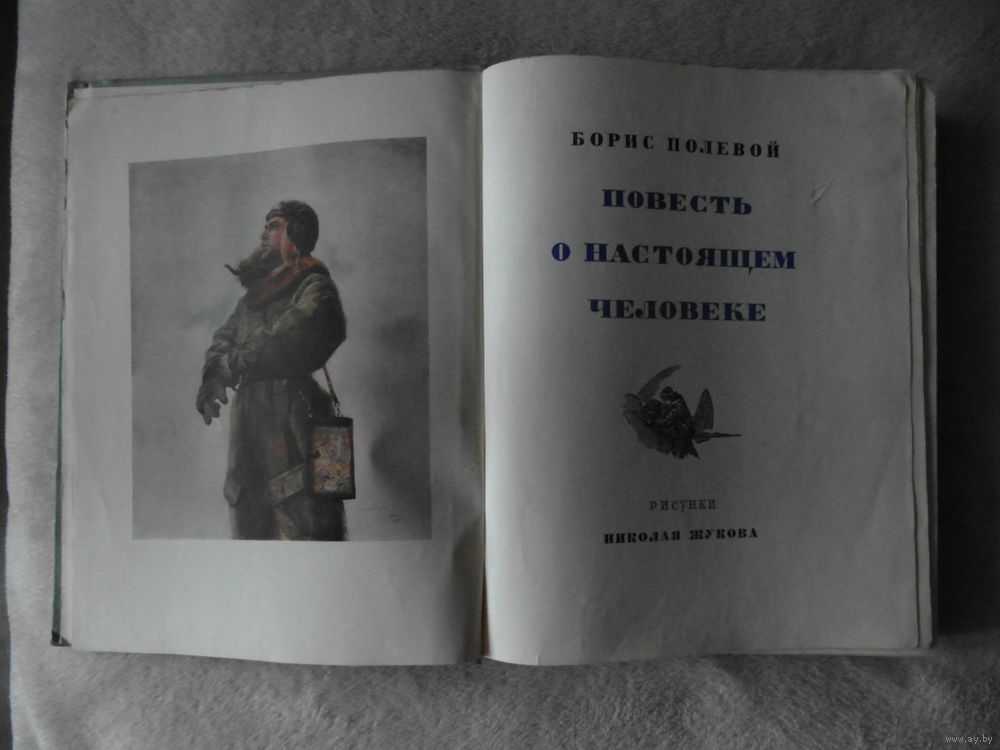 БОРИС ПОЛЕВОЙ
ПОВЕСТЬ
О НАСТОЯЩЕМ
ЧЕЛОВЕКЕ
РИСУНКИ
НИКОЛАЯ ЖУКОВА
www.ay.by